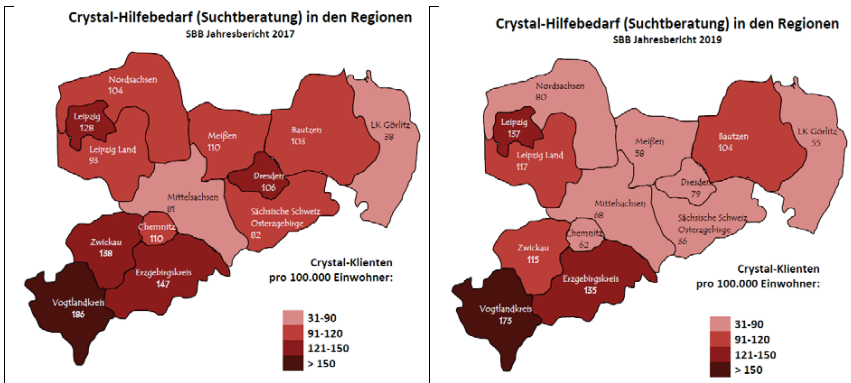 Crystal-Hilfebedarf (Suchtberatung) in den Regionen
SBB Jahresbericht 2017
Nordsachsen
104
Leipzig
128
Leipzig Land
93
Meißen
110
Bautzen
103
LK Görlitz
38
Dresden
106
Mittelsachsen
81
Sächsische Schweiz
Osterzgebirge
82
Chemnitz
110
Zwickau
138
Erzgebirgskreis
147
Vogtlandkreis
186
Crystal-Klienten
pro 100.000 Einwohner:
31-90
91-120
121-150
> 150
Crystal-Hilfebedarf (Suchtberatung) in den Regionen
SBB Jahresbericht 2019
Nordsachsen
80
Leipzig
137
Leipzig Land
117
Meißen
58
Bautzen
104
LK Görlitz
55
Dresden
79
Mittelsachsen
68
Sächsische Schweiz
Osterzgebirge
36
Chemnitz
62
Zwickau
115
Erzgebirgskreis
135
Vogtlandkreis
173
Crystal-Klienten
pro 100.000 Einwohner:
31-90
91-120
121-150
> 150